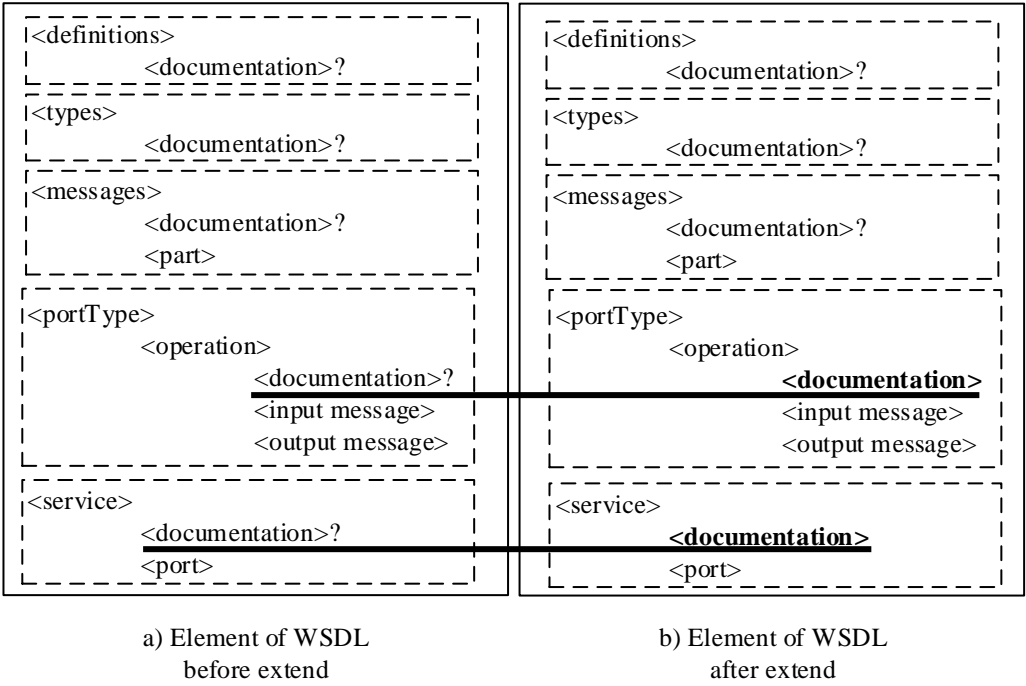 <definitions>
<documentation>?
<types>
<documentation>?
<messages>
<documentation>?
<part>
<portType>
<operation>
<documentation>?
<input message>
<output message>
<service>
<documentation>?
<port>
a) Element of WSDL
before extend
<definitions>
<documentation>?
<types>
<documentation>?
<messages>
<documentation>?
<part>
<portType>
<operation>
<documentation>
<input message>
<output message>
<service>
<documentation>
<port>
b) Element of WSDL
after extend